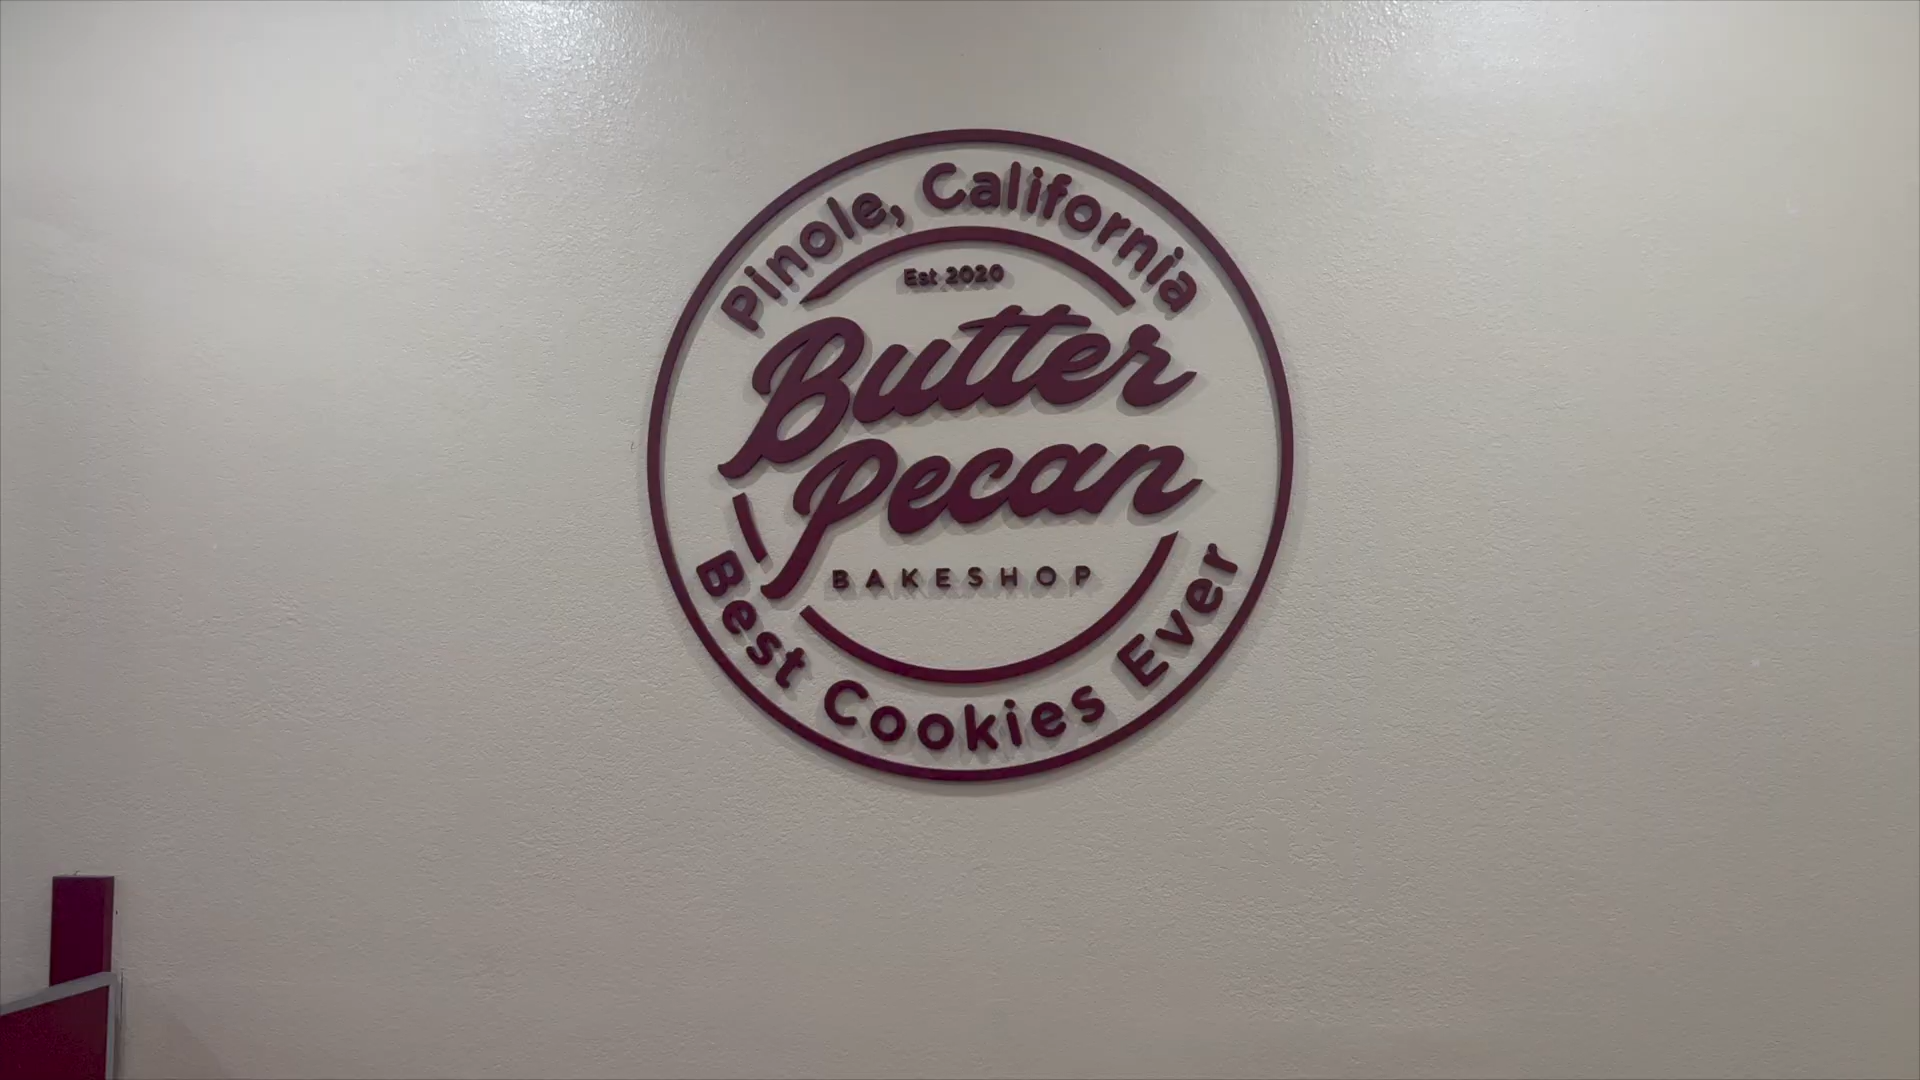 Pinole, California
Est 2020
Butter
Pecan
BAKESHOP
Best Cookies Ever